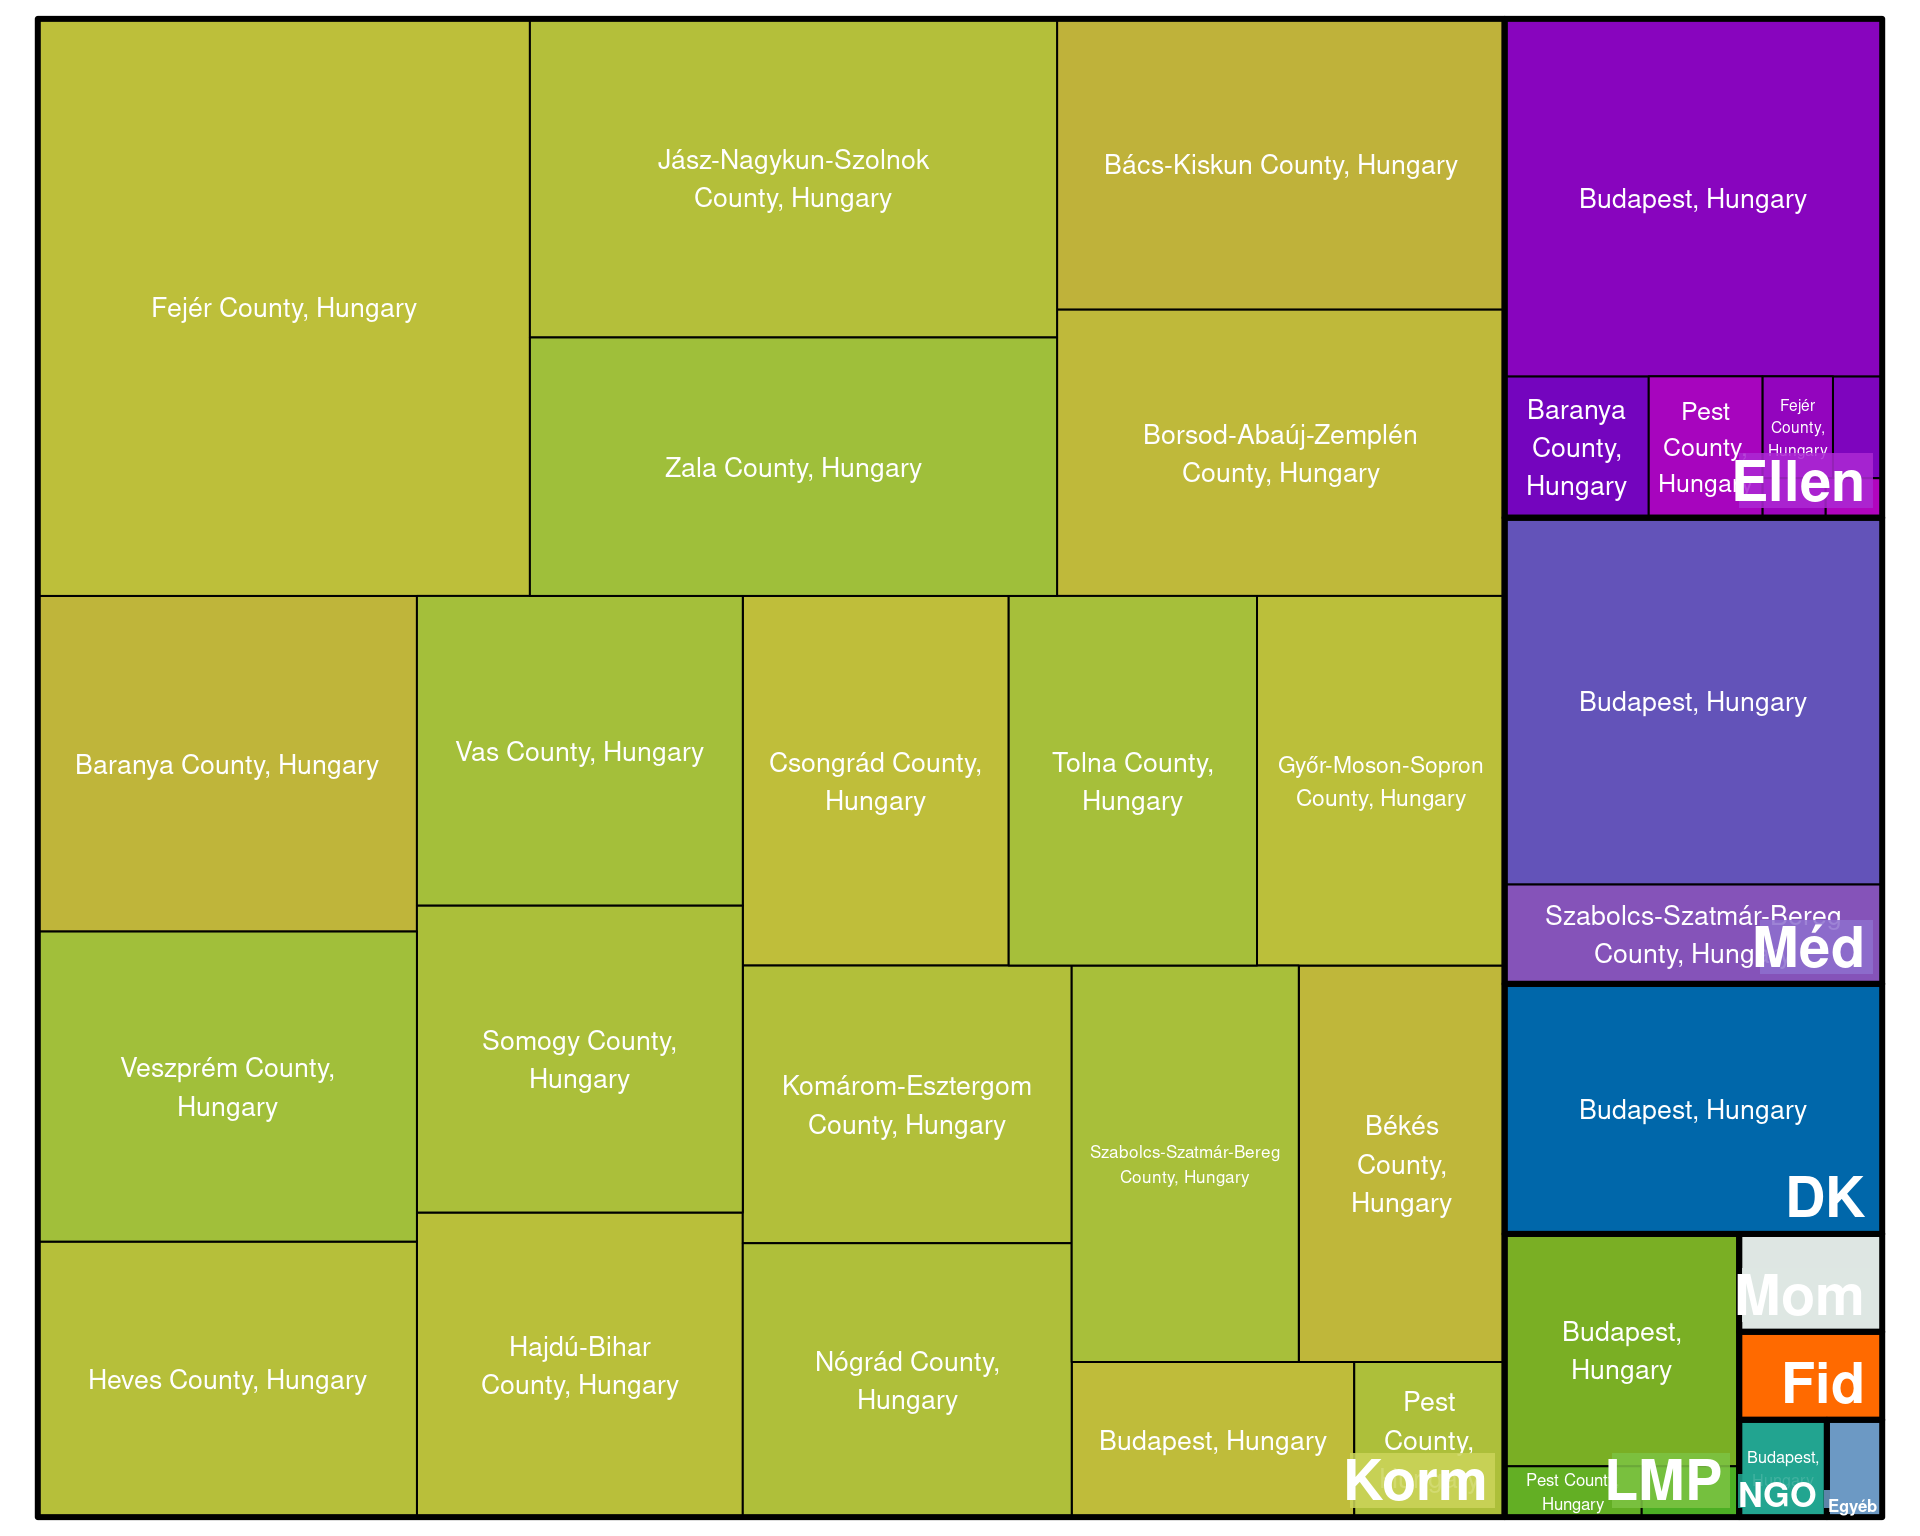 Fejér County, Hungary
Jász-Nagykun-Szolnok
County, Hungary
Zala County, Hungary
Bács-Kiskun County, Hungary
Borsod-Abaúj-Zemplén
County, Hungary
Baranya County, Hungary
Veszprém County,
Hungary
Heves County, Hungary
Vas County, Hungary
Somogy County,
Hungary
Hajdú-Bihar
County, Hungary
Csongrád County,
Hungary
Tolna County,
Hungary
Győr-Moson-Sopron
County, Hungary
Komárom-Esztergom
County, Hungary
Nógrád County,
Hungary
Szabolcs-Szatmár-Bereg
County, Hungary
Békés
County,
Hungary
Budapest, Hungary
Pest
County,
Korm
Budapest, Hungary
Baranya
County,
Hungary
Pest
County,
Hungary
Fejér
County,
Hungary
Ellen
Budapest, Hungary
Szabolcs-Szatmár-Bereg
County, Hungary
Méd
Budapest, Hungary
DK
Budapest,
Hungary
Pest County,
Hungary
LMP
Mom
Fid
Budapest,
Hungary
NGO
Egyéb